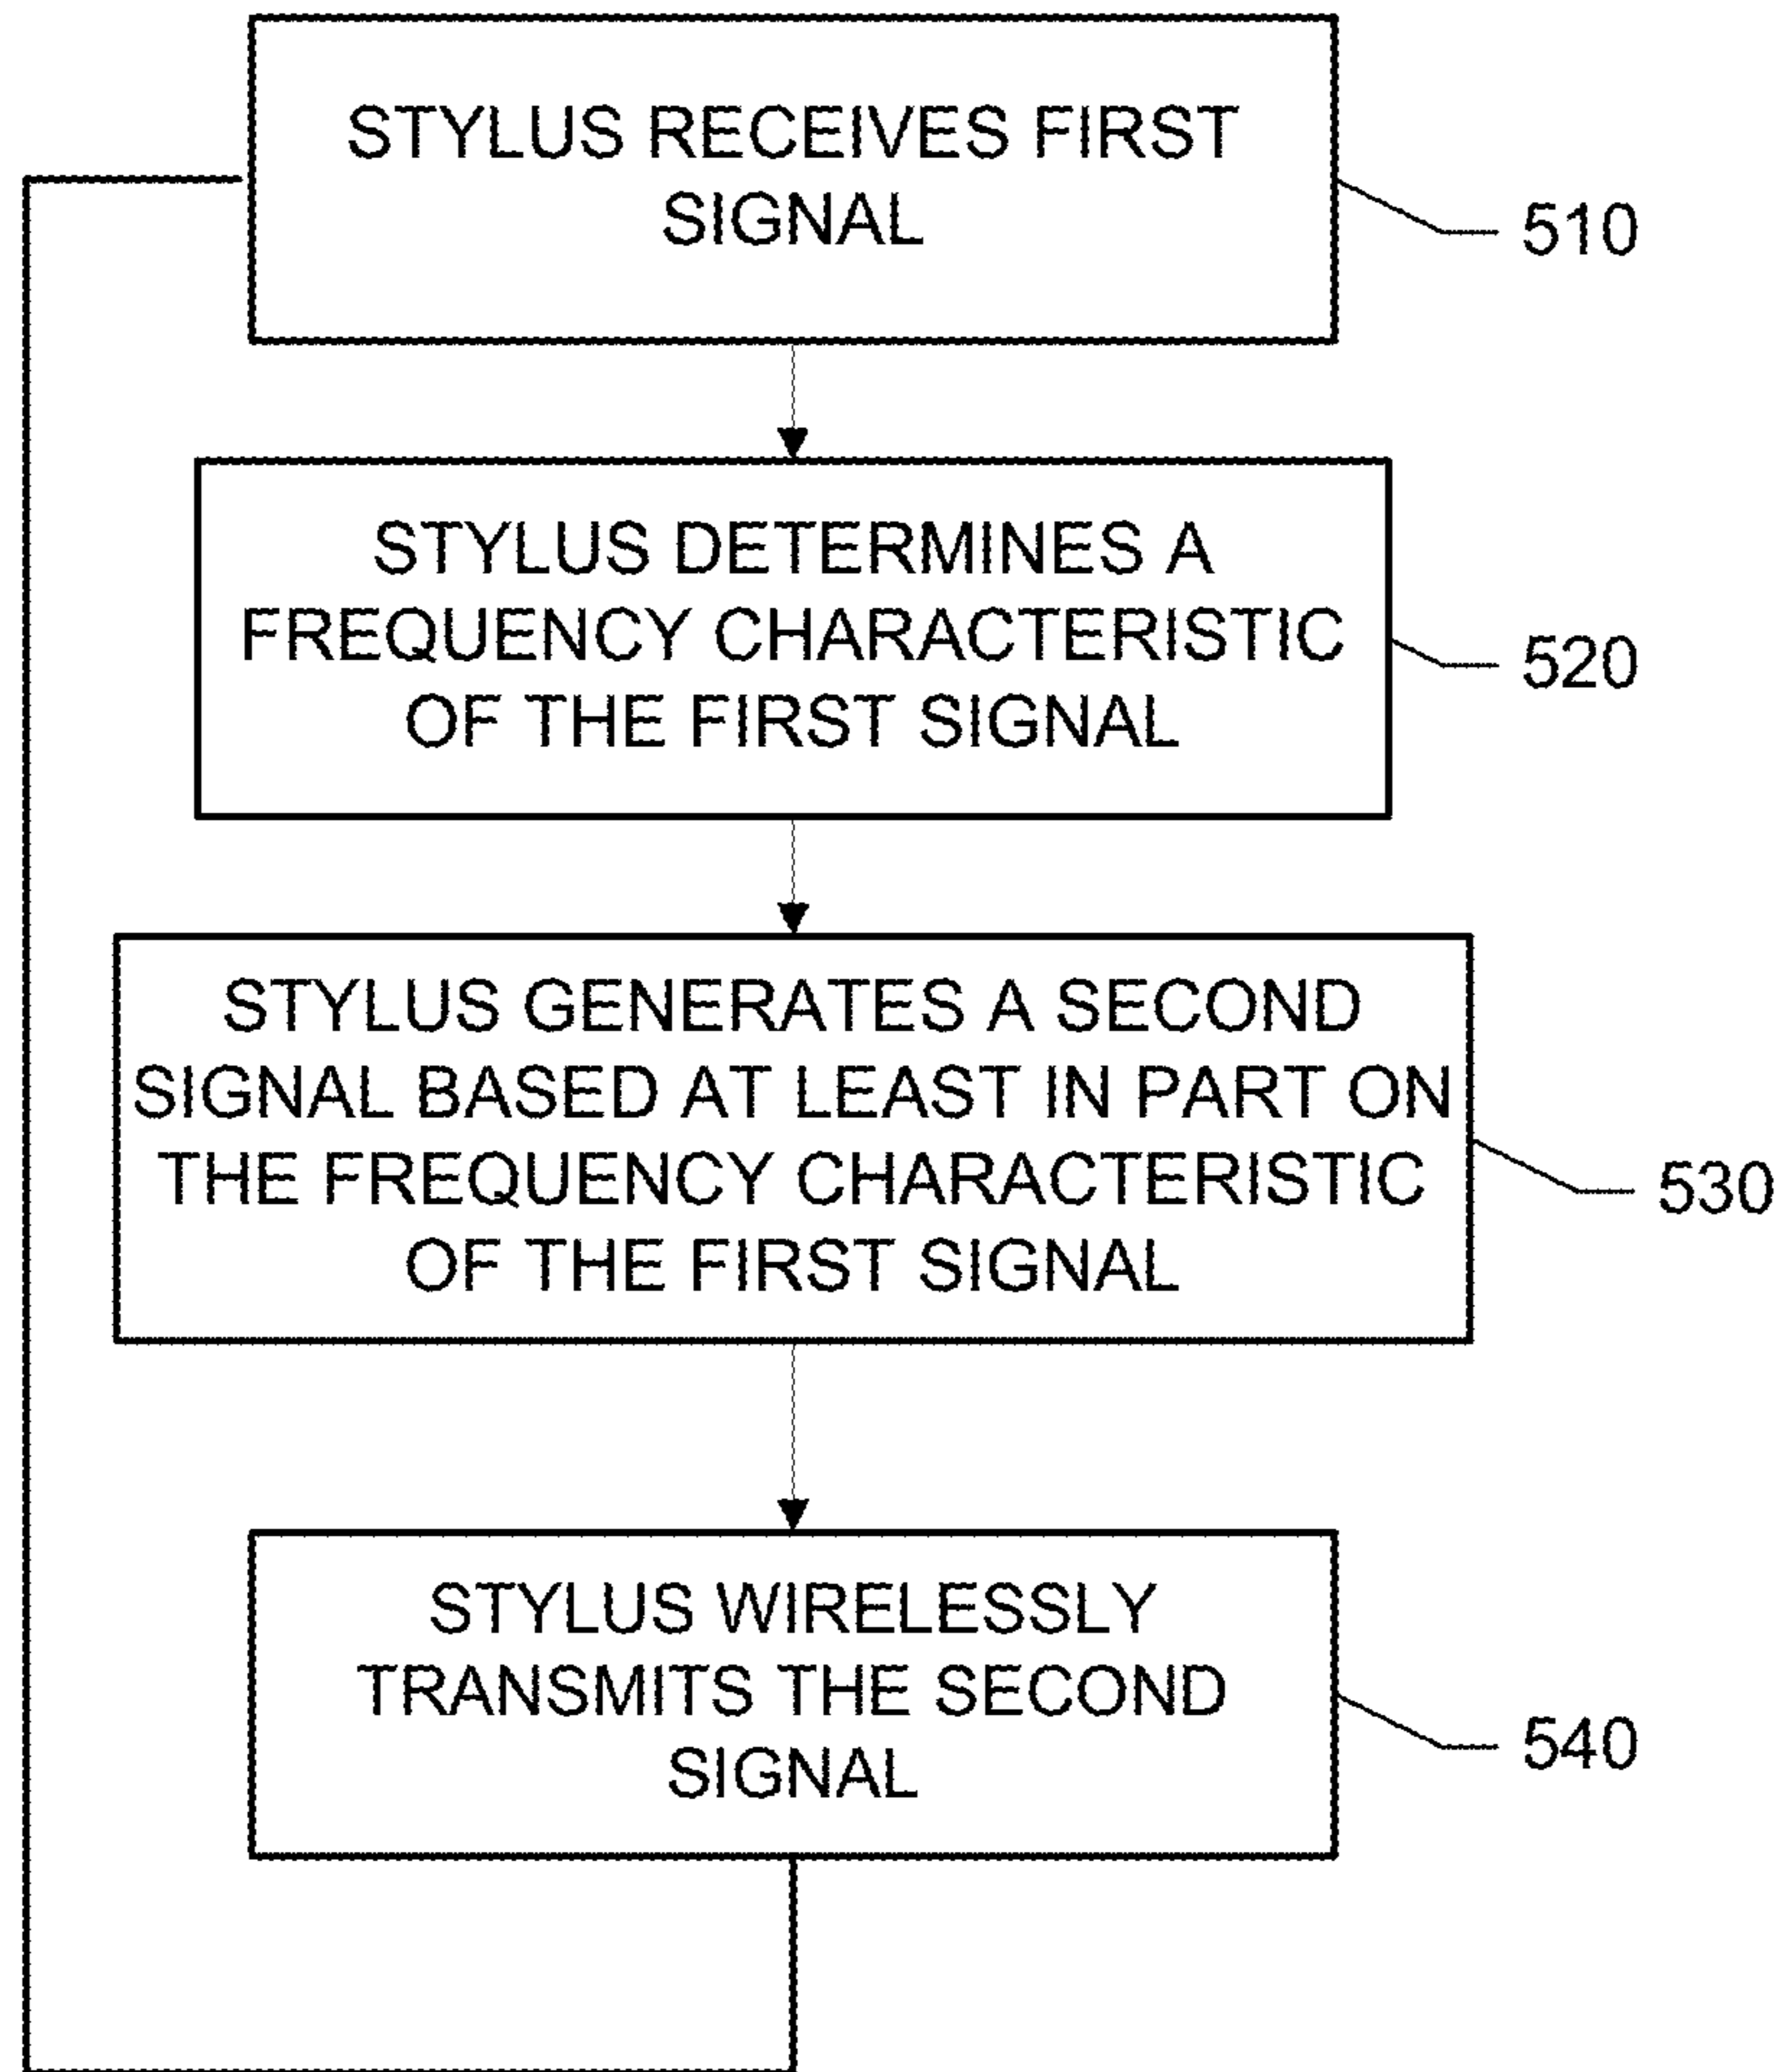 STYLUS RECEIVES FIRST
SIGNAL
510
STYLUS DETERMINES A
FREQUENCY CHARACTERISTIC
OF THE FIRST SIGNAL
520
STYLUS GENERATES A SECOND
SIGNAL BASED AT LEAST IN PART ON
THE FREQUENCY CHARACTERISTIC
OF THE FIRST SIGNAL
530
STYLUS WIRELESSLY
TRANSMITS THE SECOND
SIGNAL
540